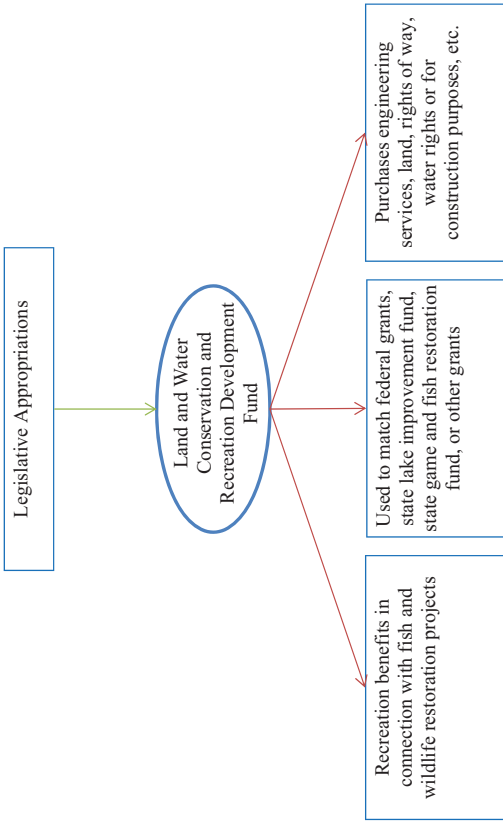 Legislative Appropriations
Land and Water
Conservation and
Recreation Development
Fund
Recreation benefits in
connection with fish and
wildlife restoration projects
Used to match federal grants,
state lake improvement fund,
state game and fish restoration
fund, or other grants
Purchases engineering
services, land, rights of way,
water rights or for
construction purposes, etc.